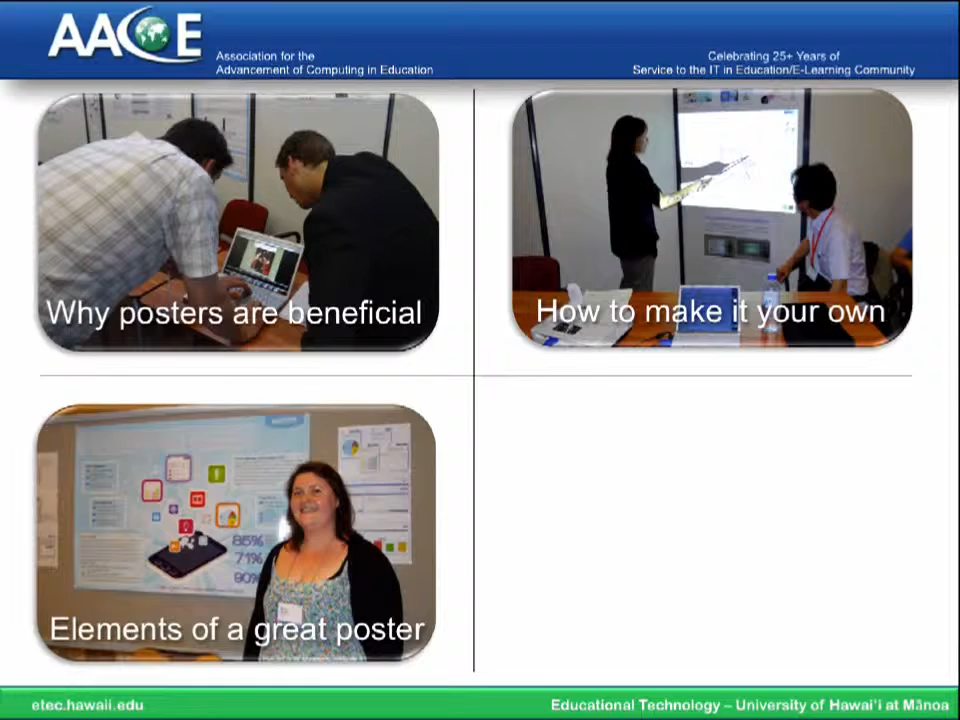 AACE
Association for the
Advancement of Computing in Education
Celebrating 25+ Years of
Service to the IT in Education/E-Learning Community
Why posters are beneficial
How to make it your own
85%
71%
90%
Elements of a great poster
etec.hawaii.edu
Educational Technology – University of Hawai‘i at Mānoa